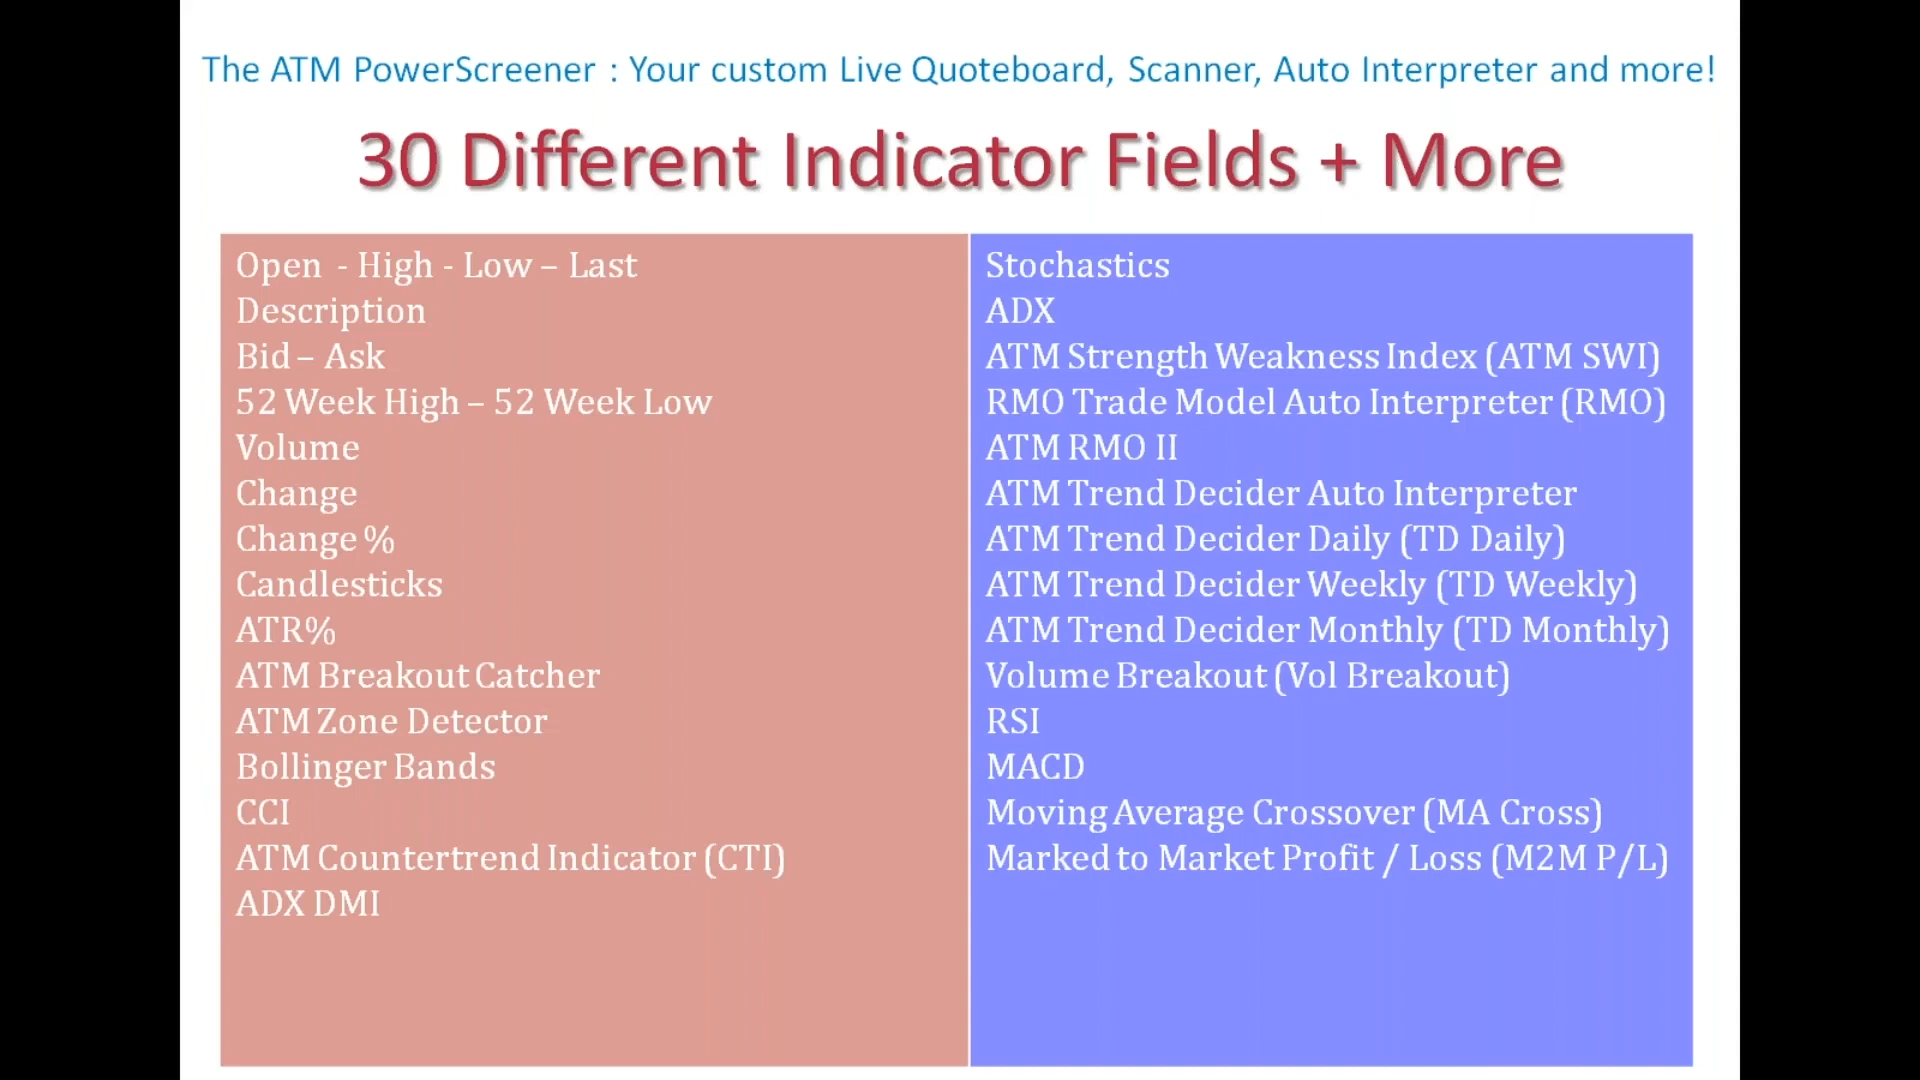 The ATM PowerScreener : Your custom Live Quoteboard, Scanner, Auto Interpreter and more!
30 Different Indicator Fields + More
Open - High - Low – Last
Description
Bid – Ask
52 Week High – 52 Week Low
Volume
Change
Change %
Candlesticks
ATR%
ATM Breakout Catcher
ATM Zone Detector
Bollinger Bands
CCI
ATM Countertrend Indicator (CTI)
ADX DMI
Stochastics
ADX
ATM Strength Weakness Index (ATM SWI)
RMO Trade Model Auto Interpreter (RMO)
ATM RMO II
ATM Trend Decider Auto Interpreter
ATM Trend Decider Daily (TD Daily)
ATM Trend Decider Weekly (TD Weekly)
ATM Trend Decider Monthly (TD Monthly)
Volume Breakout (Vol Breakout)
RSI
MACD
Moving Average Crossover (MA Cross)
Marked to Market Profit / Loss (M2M P/L)